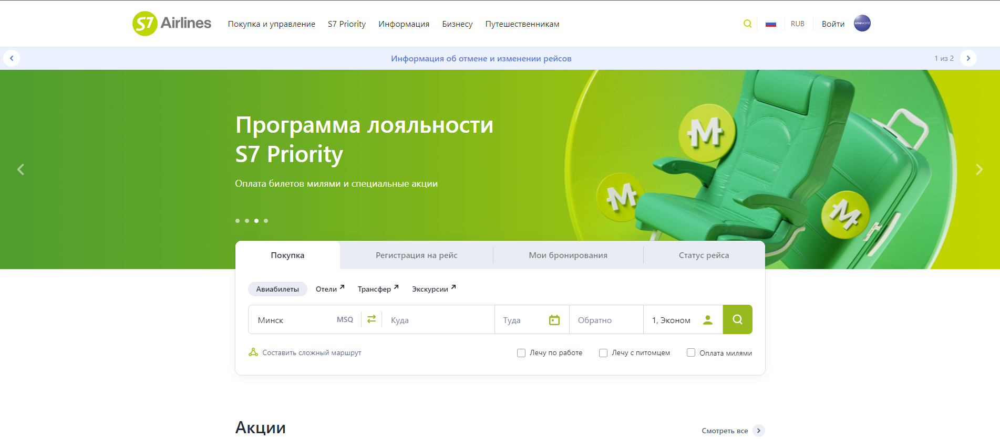 S7 Airlines
Покупка и управление
S7 Priority
Информация
Бизнесу
Путешественникам
RUB
Войти
oneworld
Информация об отмене и изменении рейсов
1 из 2
Программа лояльности
S7 Priority
Оплата билетов милями и специальные акции
М
М
М
Покупка
Регистрация на рейс
Мои бронирования
Статус рейса
Авиабилеты
Отели
Трансфер
Экскурсии
Минск
MSQ
Куда
Туда
Обратно
1, Эконом
Составить сложный маршрут
Лечу по работе
Лечу с питомцем
Оплата милями
Акции
Смотреть все